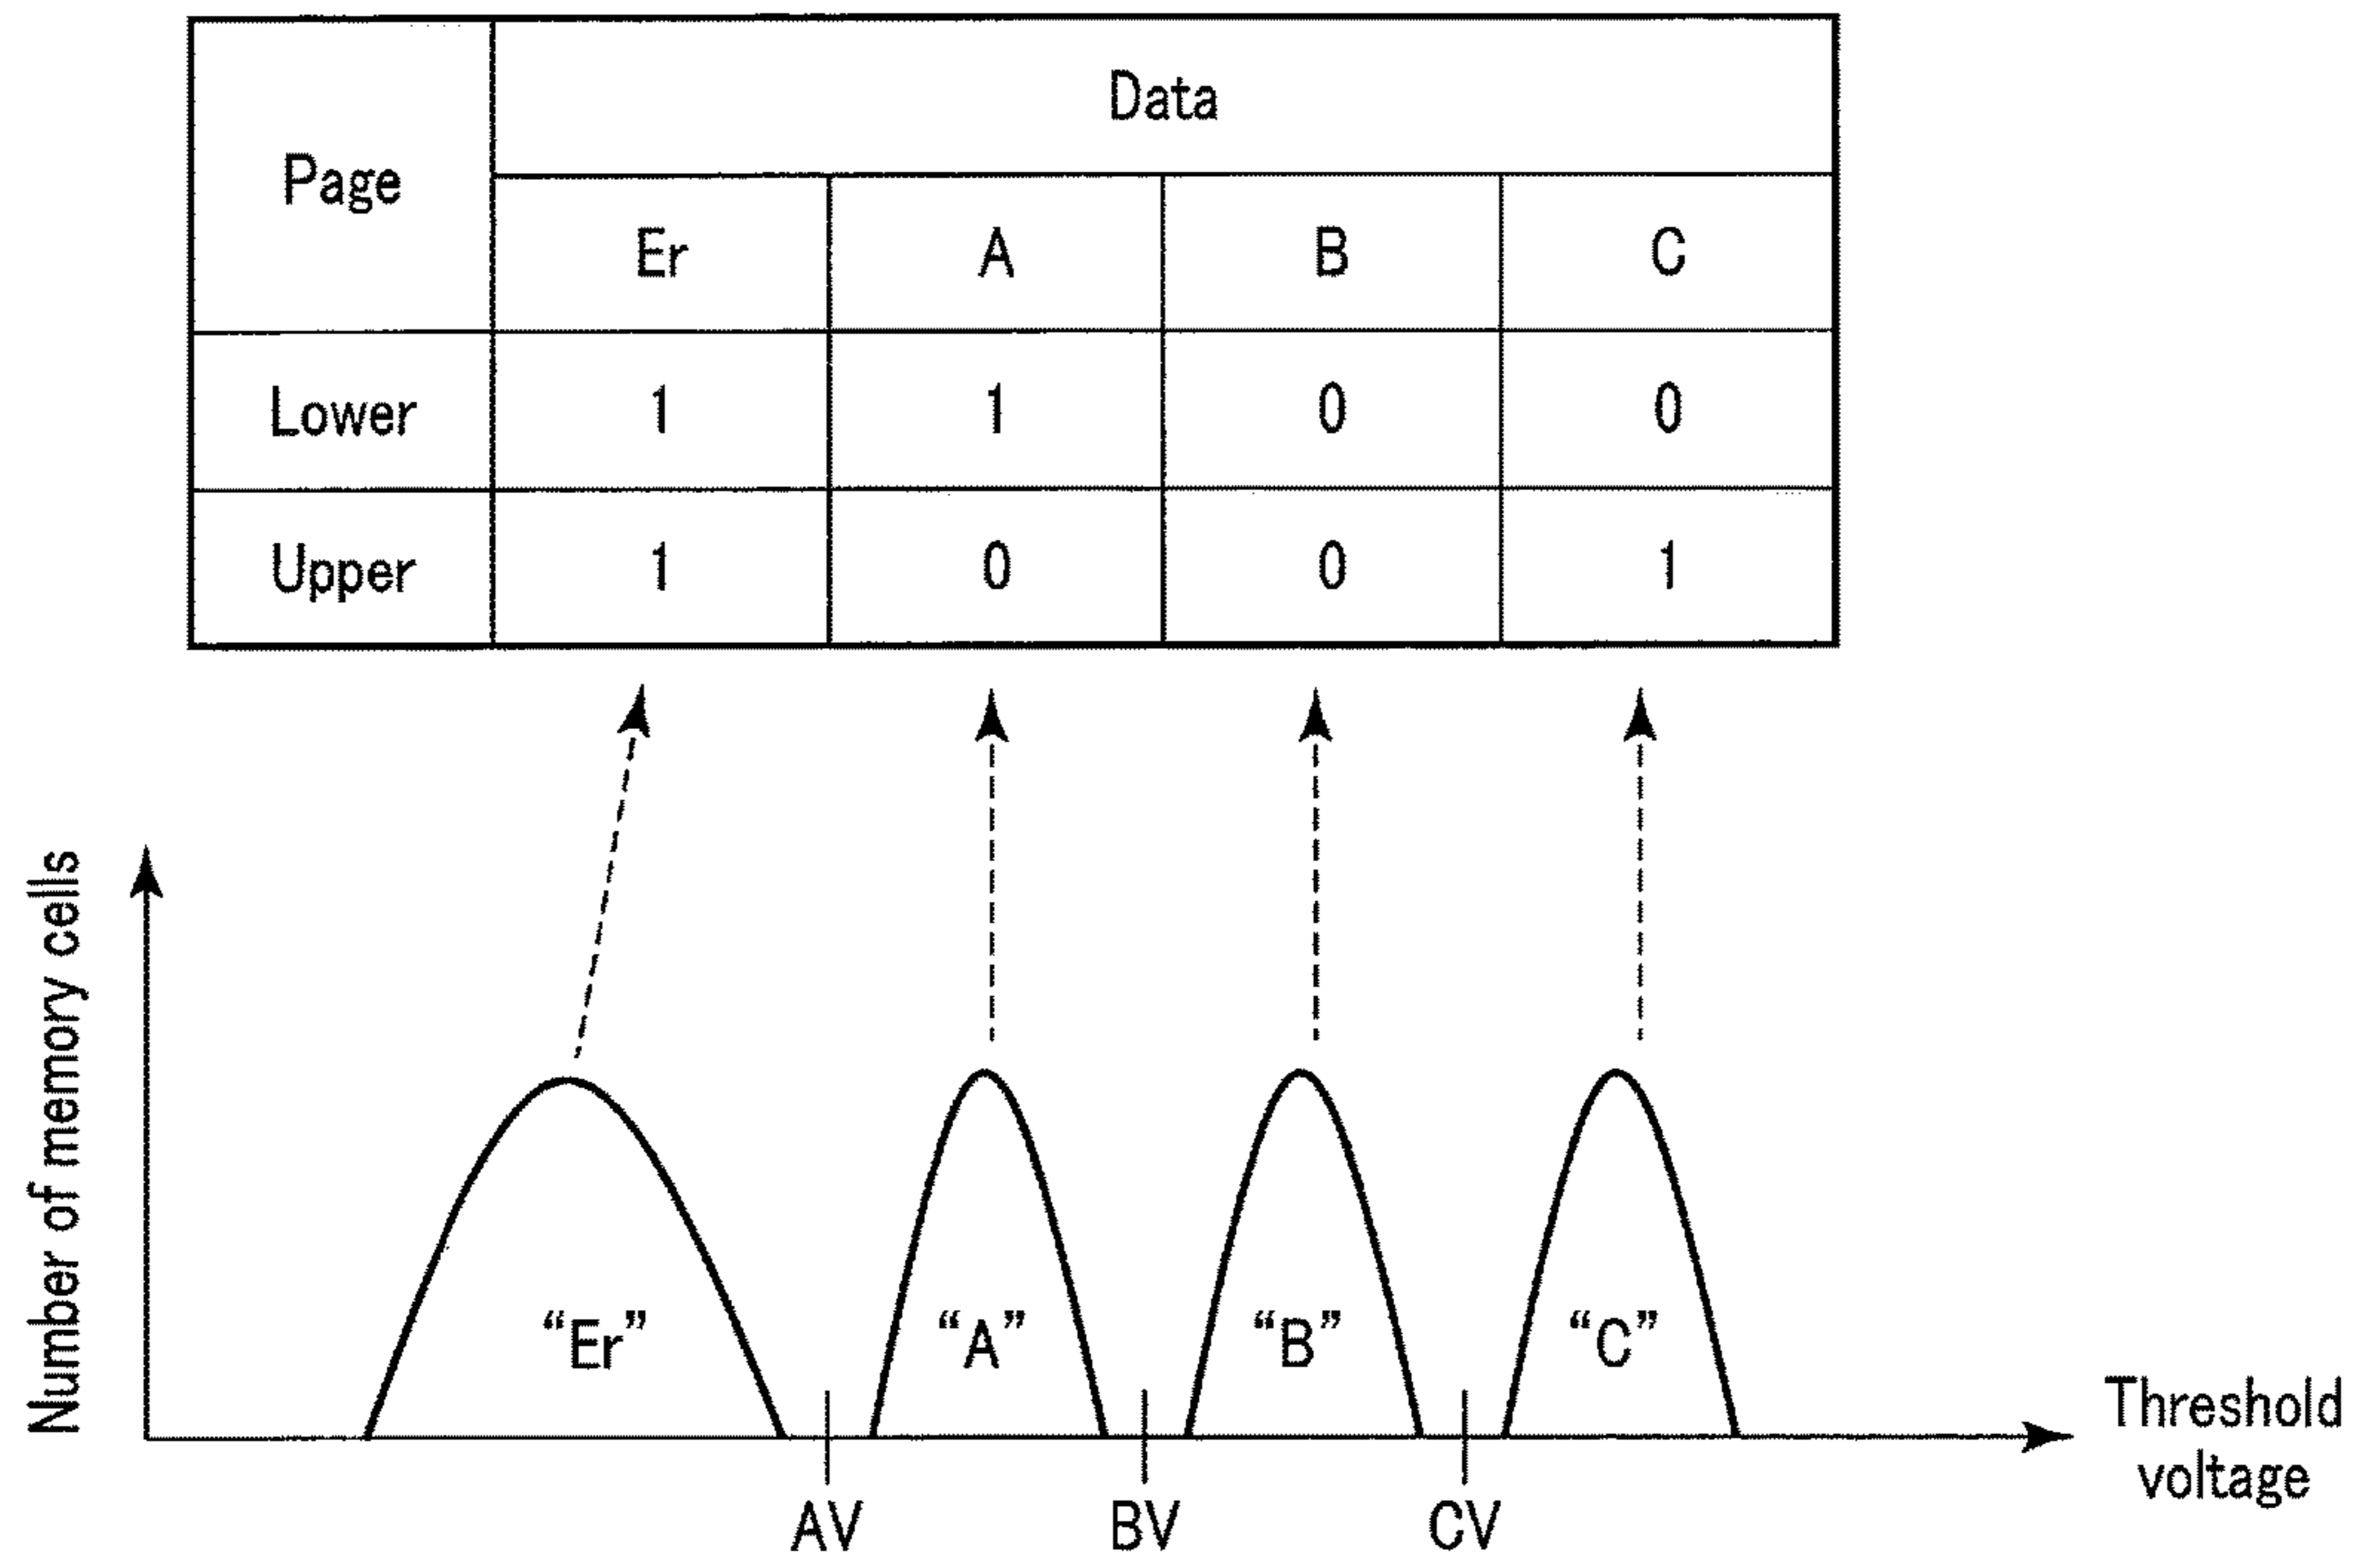 Page Data
Er A B C
Lower 1 1 0 0
Upper 1 0 0 1
Number of memory cells
“Er” “A” “B” “C”
AV BV CV
Threshold
voltage